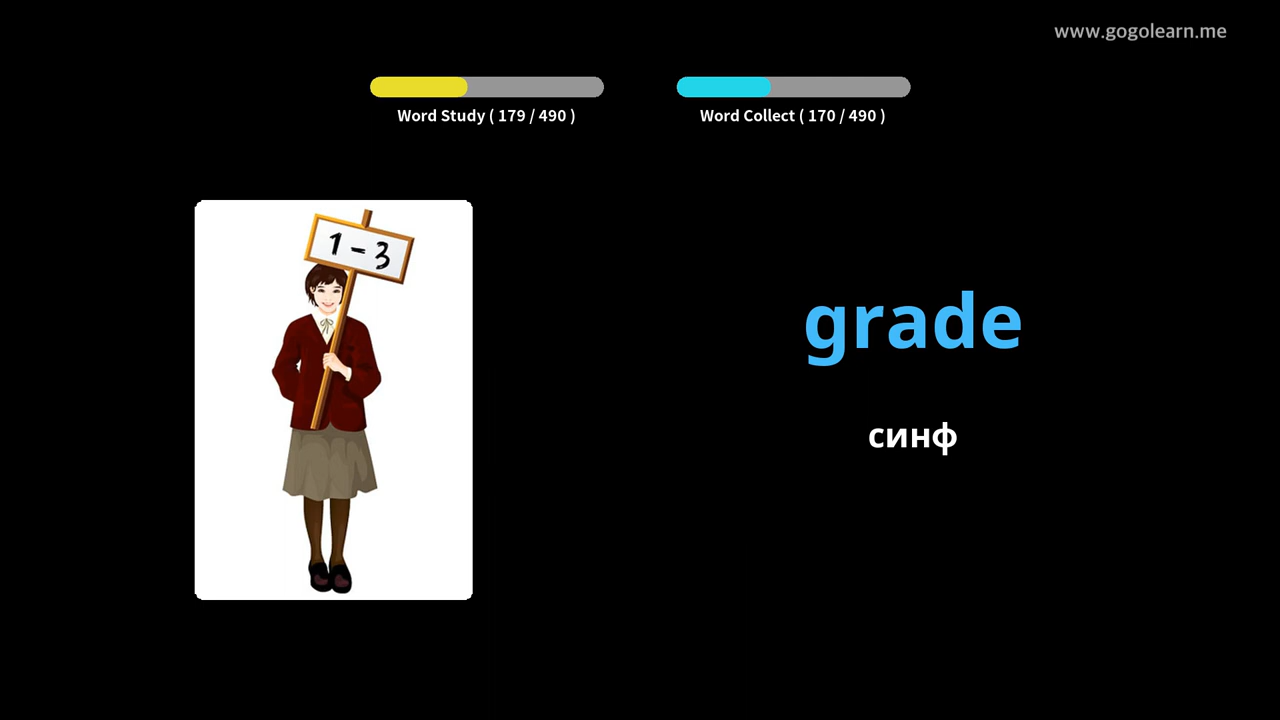 www.gogolearn.me
Word Study ( 179 / 490 )
Word Collect ( 170 / 490 )
1 - 3
grade
синф